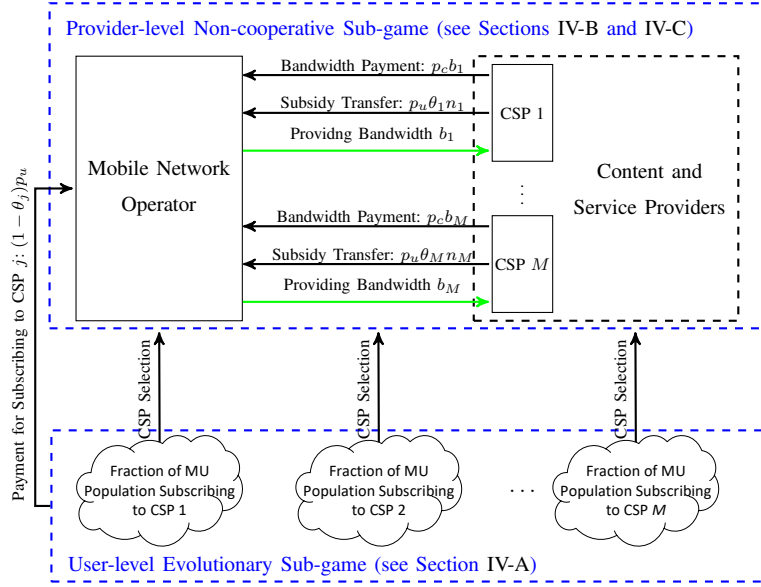 Provider-level Non-cooperative Sub-game (see Sections IV-B and IV-C)
Bandwidth Payment: $p_c b_1$
Subsidy Transfer: $p_u \theta_1 n_1$
Providng Bandwidth $b_1$
CSP 1
Mobile Network
Operator
Content and
Service Providers
⋮
Bandwidth Payment: $p_c b_M$
Subsidy Transfer: $p_u \theta_M n_M$
Providing Bandwidth $b_M$
CSP $M$
Payment for Subscribing to CSP $j$: $(1 - \theta_j)p_u$
CSP Selection
CSP Selection
CSP Selection
Fraction of MU
Population Subscribing
to CSP 1
Fraction of MU
Population Subscribing
to CSP 2
· · ·
Fraction of MU
Population Subscribing
to CSP $M$
User-level Evolutionary Sub-game (see Section IV-A)